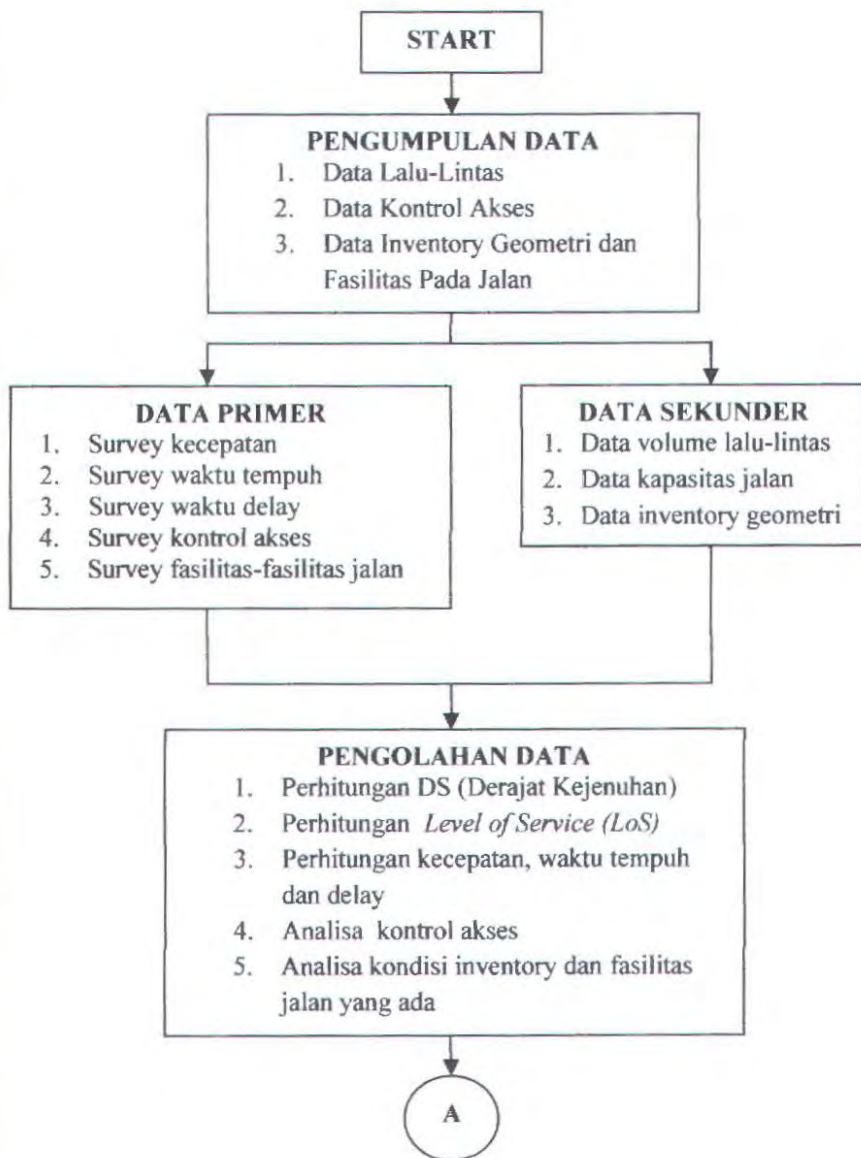 START
PENGUMPULAN DATA
1. Data Lalu-Lintas
2. Data Kontrol Akses
3. Data Inventory Geometri dan
Fasilitas Pada Jalan
DATA PRIMER
1. Survey kecepatan
2. Survey waktu tempuh
3. Survey waktu delay
4. Survey kontrol akses
5. Survey fasilitas-fasilitas jalan
DATA SEKUNDER
1. Data volume lalu-lintas
2. Data kapasitas jalan
3. Data inventory geometri
PENGOLAHAN DATA
1. Perhitungan DS (Derajat Kejenuhan)
2. Perhitungan Level of Service (LoS)
3. Perhitungan kecepatan, waktu tempuh
dan delay
4. Analisa kontrol akses
5. Analisa kondisi inventory dan fasilitas
jalan yang ada
A